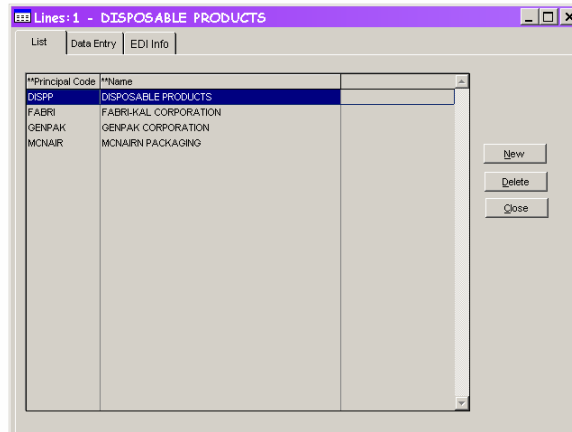 Lines:1 - DISPOSABLE PRODUCTS
List Data Entry EDI Info
**Principal Code **Name
DISPP DISPOSABLE PRODUCTS
FABRI FABRI-KAL CORPORATION
GENPAK GENPAK CORPORATION
MCNAIR MCNAIRN PACKAGING
New
Delete
Close